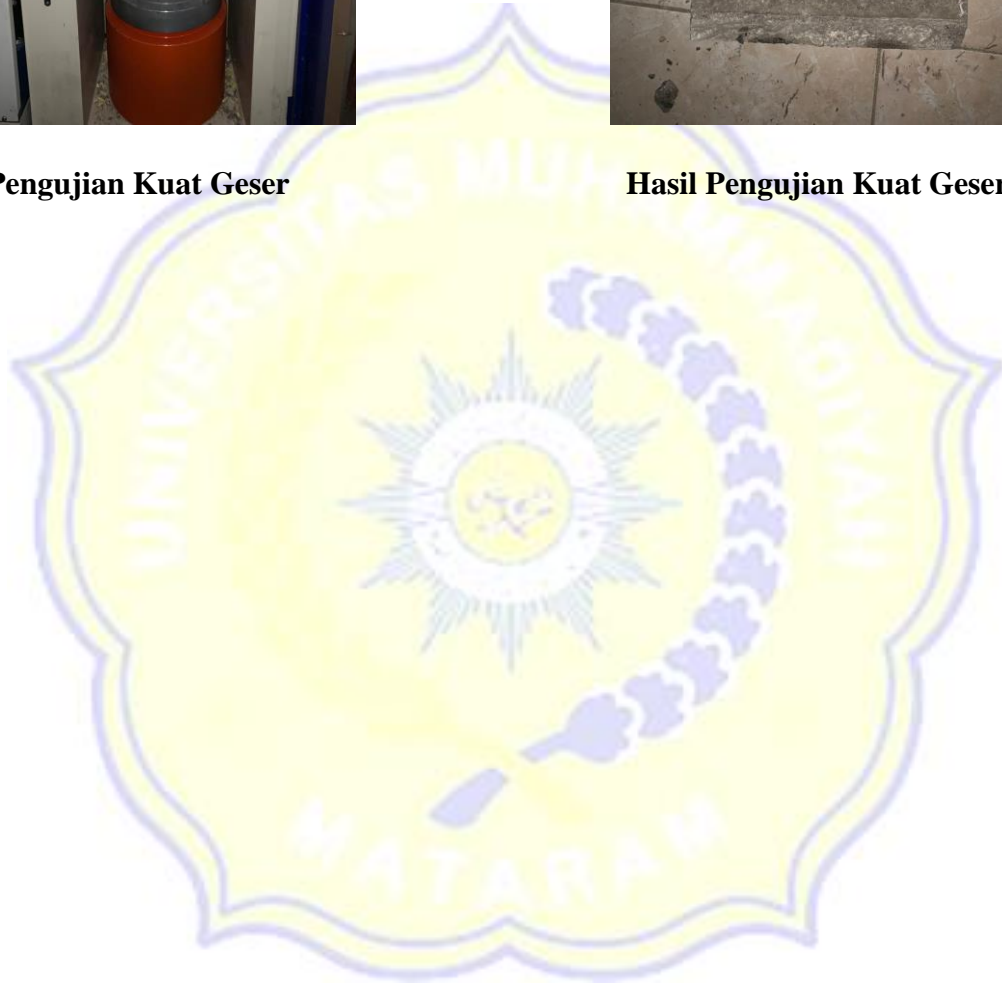 Pengujian Kuat Geser
Hasil Pengujian Kuat Geser
UNIVERSITAS MUHAMMADIYAH
MATARAM